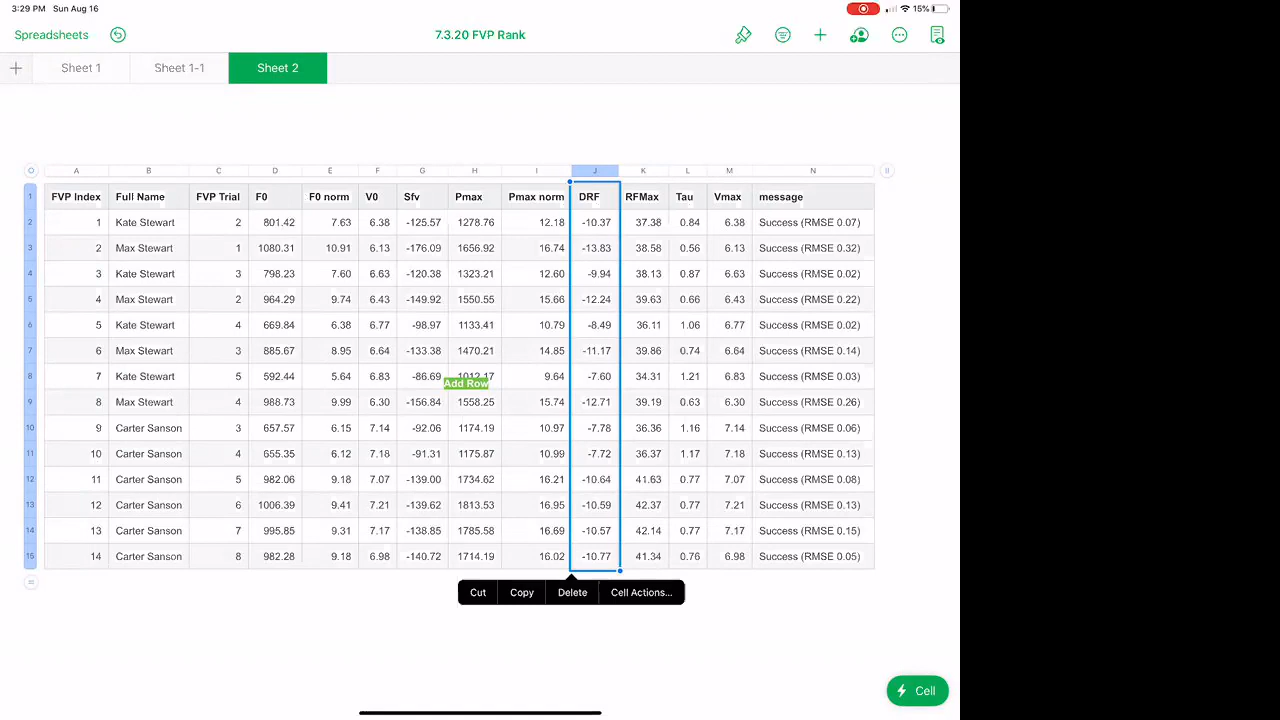 3:29 PM Sun Aug 16 15%
Spreadsheets 7.3.20 FVP Rank
Sheet 1 Sheet 1-1 Sheet 2
A B C D E F G H I J K L M N
1 FVP Index Full Name FVP Trial F0 F0 norm V0 Sfv Pmax Pmax norm DRF RFMax Tau Vmax message
2 1 Kate Stewart 2 801.42 7.63 6.38 -125.57 1278.76 12.18 -10.37 37.38 0.84 6.38 Success (RMSE 0.07)
3 2 Max Stewart 1 1080.31 10.91 6.13 -176.09 1656.92 16.74 -13.83 38.58 0.56 6.13 Success (RMSE 0.32)
4 3 Kate Stewart 3 798.23 7.60 6.63 -120.38 1323.21 12.60 -9.94 38.13 0.87 6.63 Success (RMSE 0.02)
5 4 Max Stewart 2 964.29 9.74 6.43 -149.92 1550.55 15.66 -12.24 39.63 0.66 6.43 Success (RMSE 0.22)
6 5 Kate Stewart 4 669.84 6.38 6.77 -98.97 1133.41 10.79 -8.49 36.11 1.06 6.77 Success (RMSE 0.02)
7 6 Max Stewart 3 885.67 8.95 6.64 -133.38 1470.21 14.85 -11.17 39.86 0.74 6.64 Success (RMSE 0.14)
8 7 Kate Stewart 5 592.44 5.64 6.83 -86.69 1012.17 9.64 -7.60 34.31 1.21 6.83 Success (RMSE 0.03)
Add Row
9 8 Max Stewart 4 988.73 9.99 6.30 -156.84 1558.25 15.74 -12.71 39.19 0.63 6.30 Success (RMSE 0.26)
10 9 Carter Sanson 3 657.57 6.15 7.14 -92.06 1174.19 10.97 -7.78 36.36 1.16 7.14 Success (RMSE 0.06)
11 10 Carter Sanson 4 655.35 6.12 7.18 -91.31 1175.87 10.99 -7.72 36.37 1.17 7.18 Success (RMSE 0.13)
12 11 Carter Sanson 5 982.06 9.18 7.07 -139.00 1734.62 16.21 -10.64 41.63 0.77 7.07 Success (RMSE 0.08)
13 12 Carter Sanson 6 1006.39 9.41 7.21 -139.62 1813.53 16.95 -10.59 42.37 0.77 7.21 Success (RMSE 0.13)
14 13 Carter Sanson 7 995.85 9.31 7.17 -138.85 1785.58 16.69 -10.57 42.14 0.77 7.17 Success (RMSE 0.15)
15 14 Carter Sanson 8 982.28 9.18 6.98 -140.72 1714.19 16.02 -10.77 41.34 0.76 6.98 Success (RMSE 0.05)
Cut Copy Delete Cell Actions...
Cell